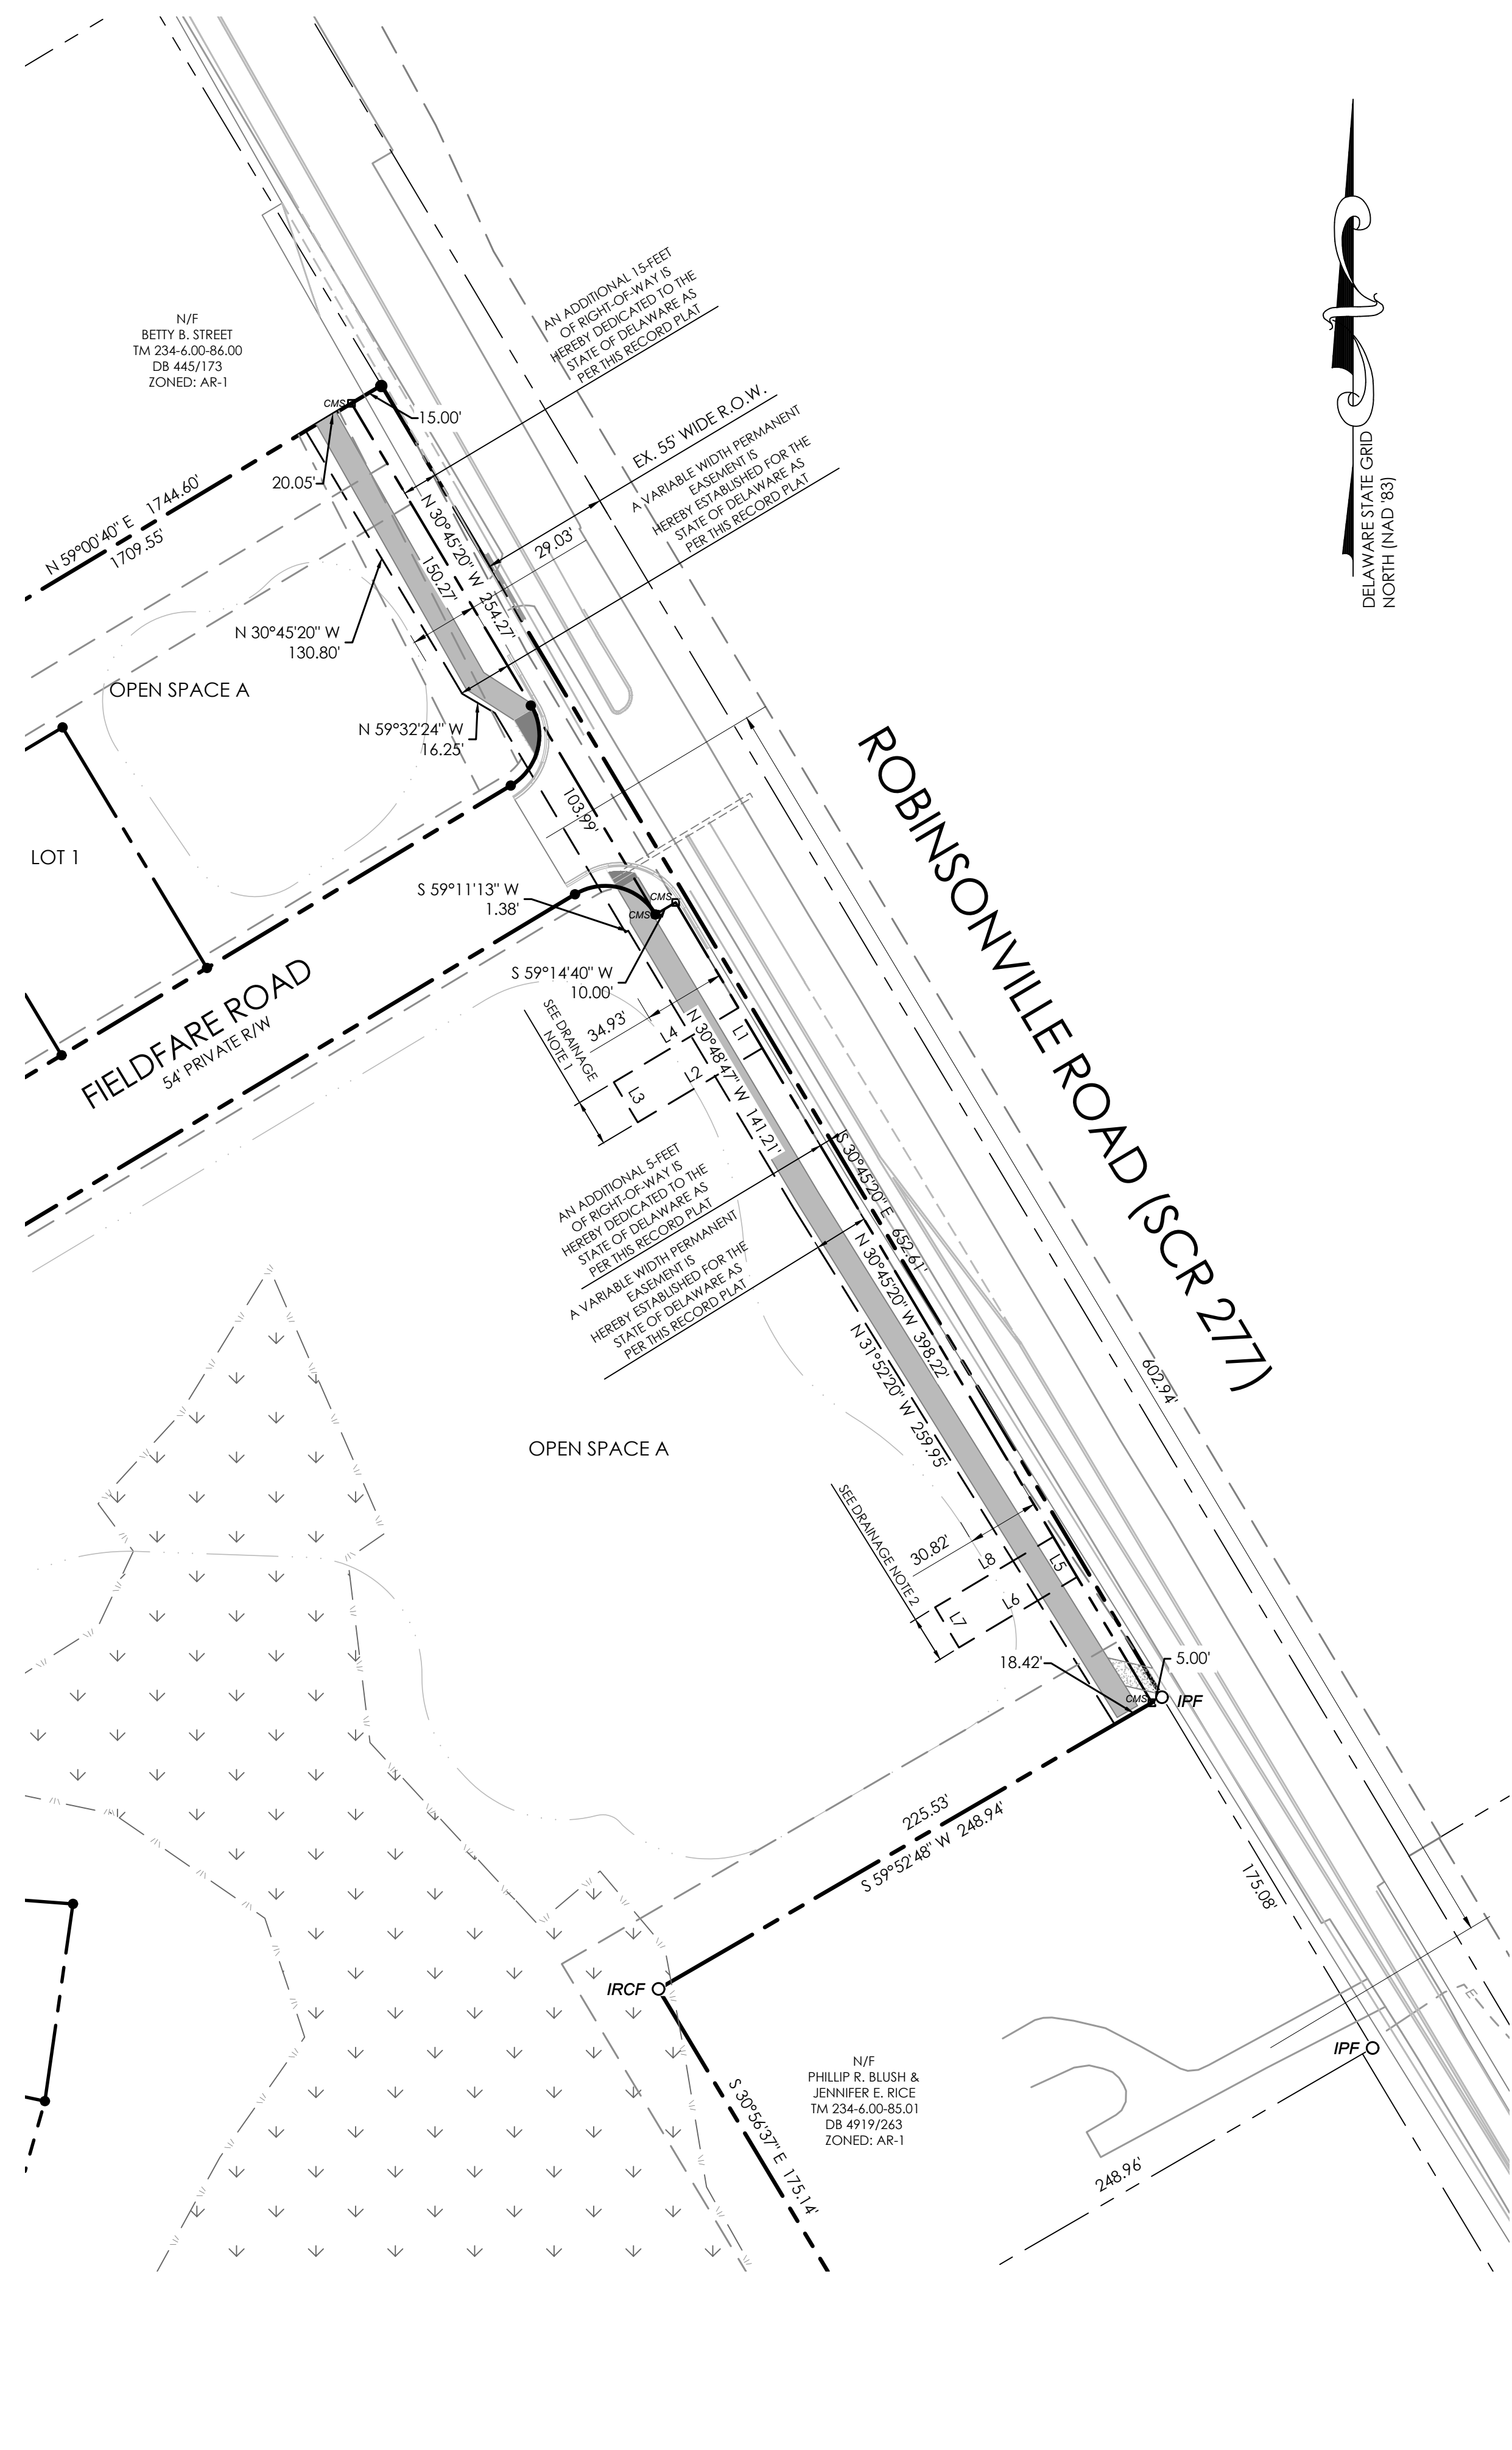 AN ADDITIONAL 15-FEET
OF RIGHT-OF-WAY IS
HEREBY DEDICATED TO THE
STATE OF DELAWARE AS
PER THIS RECORD PLAT
N/F
BETTY B. STREET
TM 234-6.00-86.00
DB 445/173
ZONED: AR-1
CMS
15.00'
20.05'
EX. 55' WIDE R.O.W.
A VARIABLE WIDTH PERMANENT
EASEMENT IS
HEREBY ESTABLISHED FOR THE
STATE OF DELAWARE AS
PER THIS RECORD PLAT
DELAWARE STATE GRID
NORTH (NAD '83)
N 59°00'40" E 1744.60'
1709.55'
N 30°45'20" W 254.27'
150.27'
29.03'
N 30°45'20" W
130.80'
OPEN SPACE A
N 59°32'24" W
16.25'
103.99'
LOT 1
ROBINSONVILLE ROAD (SCR 277)
S 59°11'13" W
1.38'
CMS
CMS
S 59°14'40" W
10.00'
FIELDFARE ROAD
54' PRIVATE R/W
SEE DRAINAGE
NOTE 1
34.93'
L4
L1
L2
L3
N 30°48'47" W 141.21'
AN ADDITIONAL 5-FEET
OF RIGHT-OF-WAY IS
HEREBY DEDICATED TO THE
STATE OF DELAWARE AS
PER THIS RECORD PLAT
A VARIABLE WIDTH PERMANENT
EASEMENT IS
HEREBY ESTABLISHED FOR THE
STATE OF DELAWARE AS
PER THIS RECORD PLAT
S 30°45'20" E 652.61'
N 30°45'20" W 398.22'
N 31°52'20" W 259.95'
602.94'
OPEN SPACE A
SEE DRAINAGE NOTE 2
30.82'
L8
L5
L6
L7
18.42'
5.00'
CMS
IPF
225.53'
S 59°52'48" W 248.94'
175.08'
IRCF
E
IPF
N/F
PHILLIP R. BLUSH &
JENNIFER E. RICE
TM 234-6.00-85.01
DB 4919/263
ZONED: AR-1
S 30°56'37" E 175.14'
248.96'